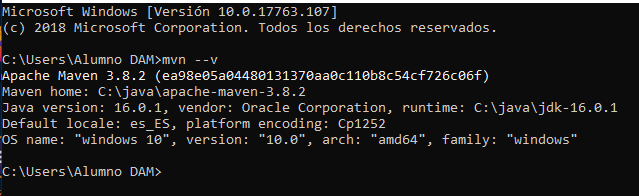 Microsoft Windows [Versión 10.0.17763.107]
(c) 2018 Microsoft Corporation. Todos los derechos reservados.
C:\Users\Alumno DAM>mvn --v
Apache Maven 3.8.2 (ea98e05a04480131370aa0c110b8c54cf726c06f)
Maven home: C:\java\apache-maven-3.8.2
Java version: 16.0.1, vendor: Oracle Corporation, runtime: C:\java\jdk-16.0.1
Default locale: es_ES, platform encoding: Cp1252
OS name: "windows 10", version: "10.0", arch: "amd64", family: "windows"
C:\Users\Alumno DAM>